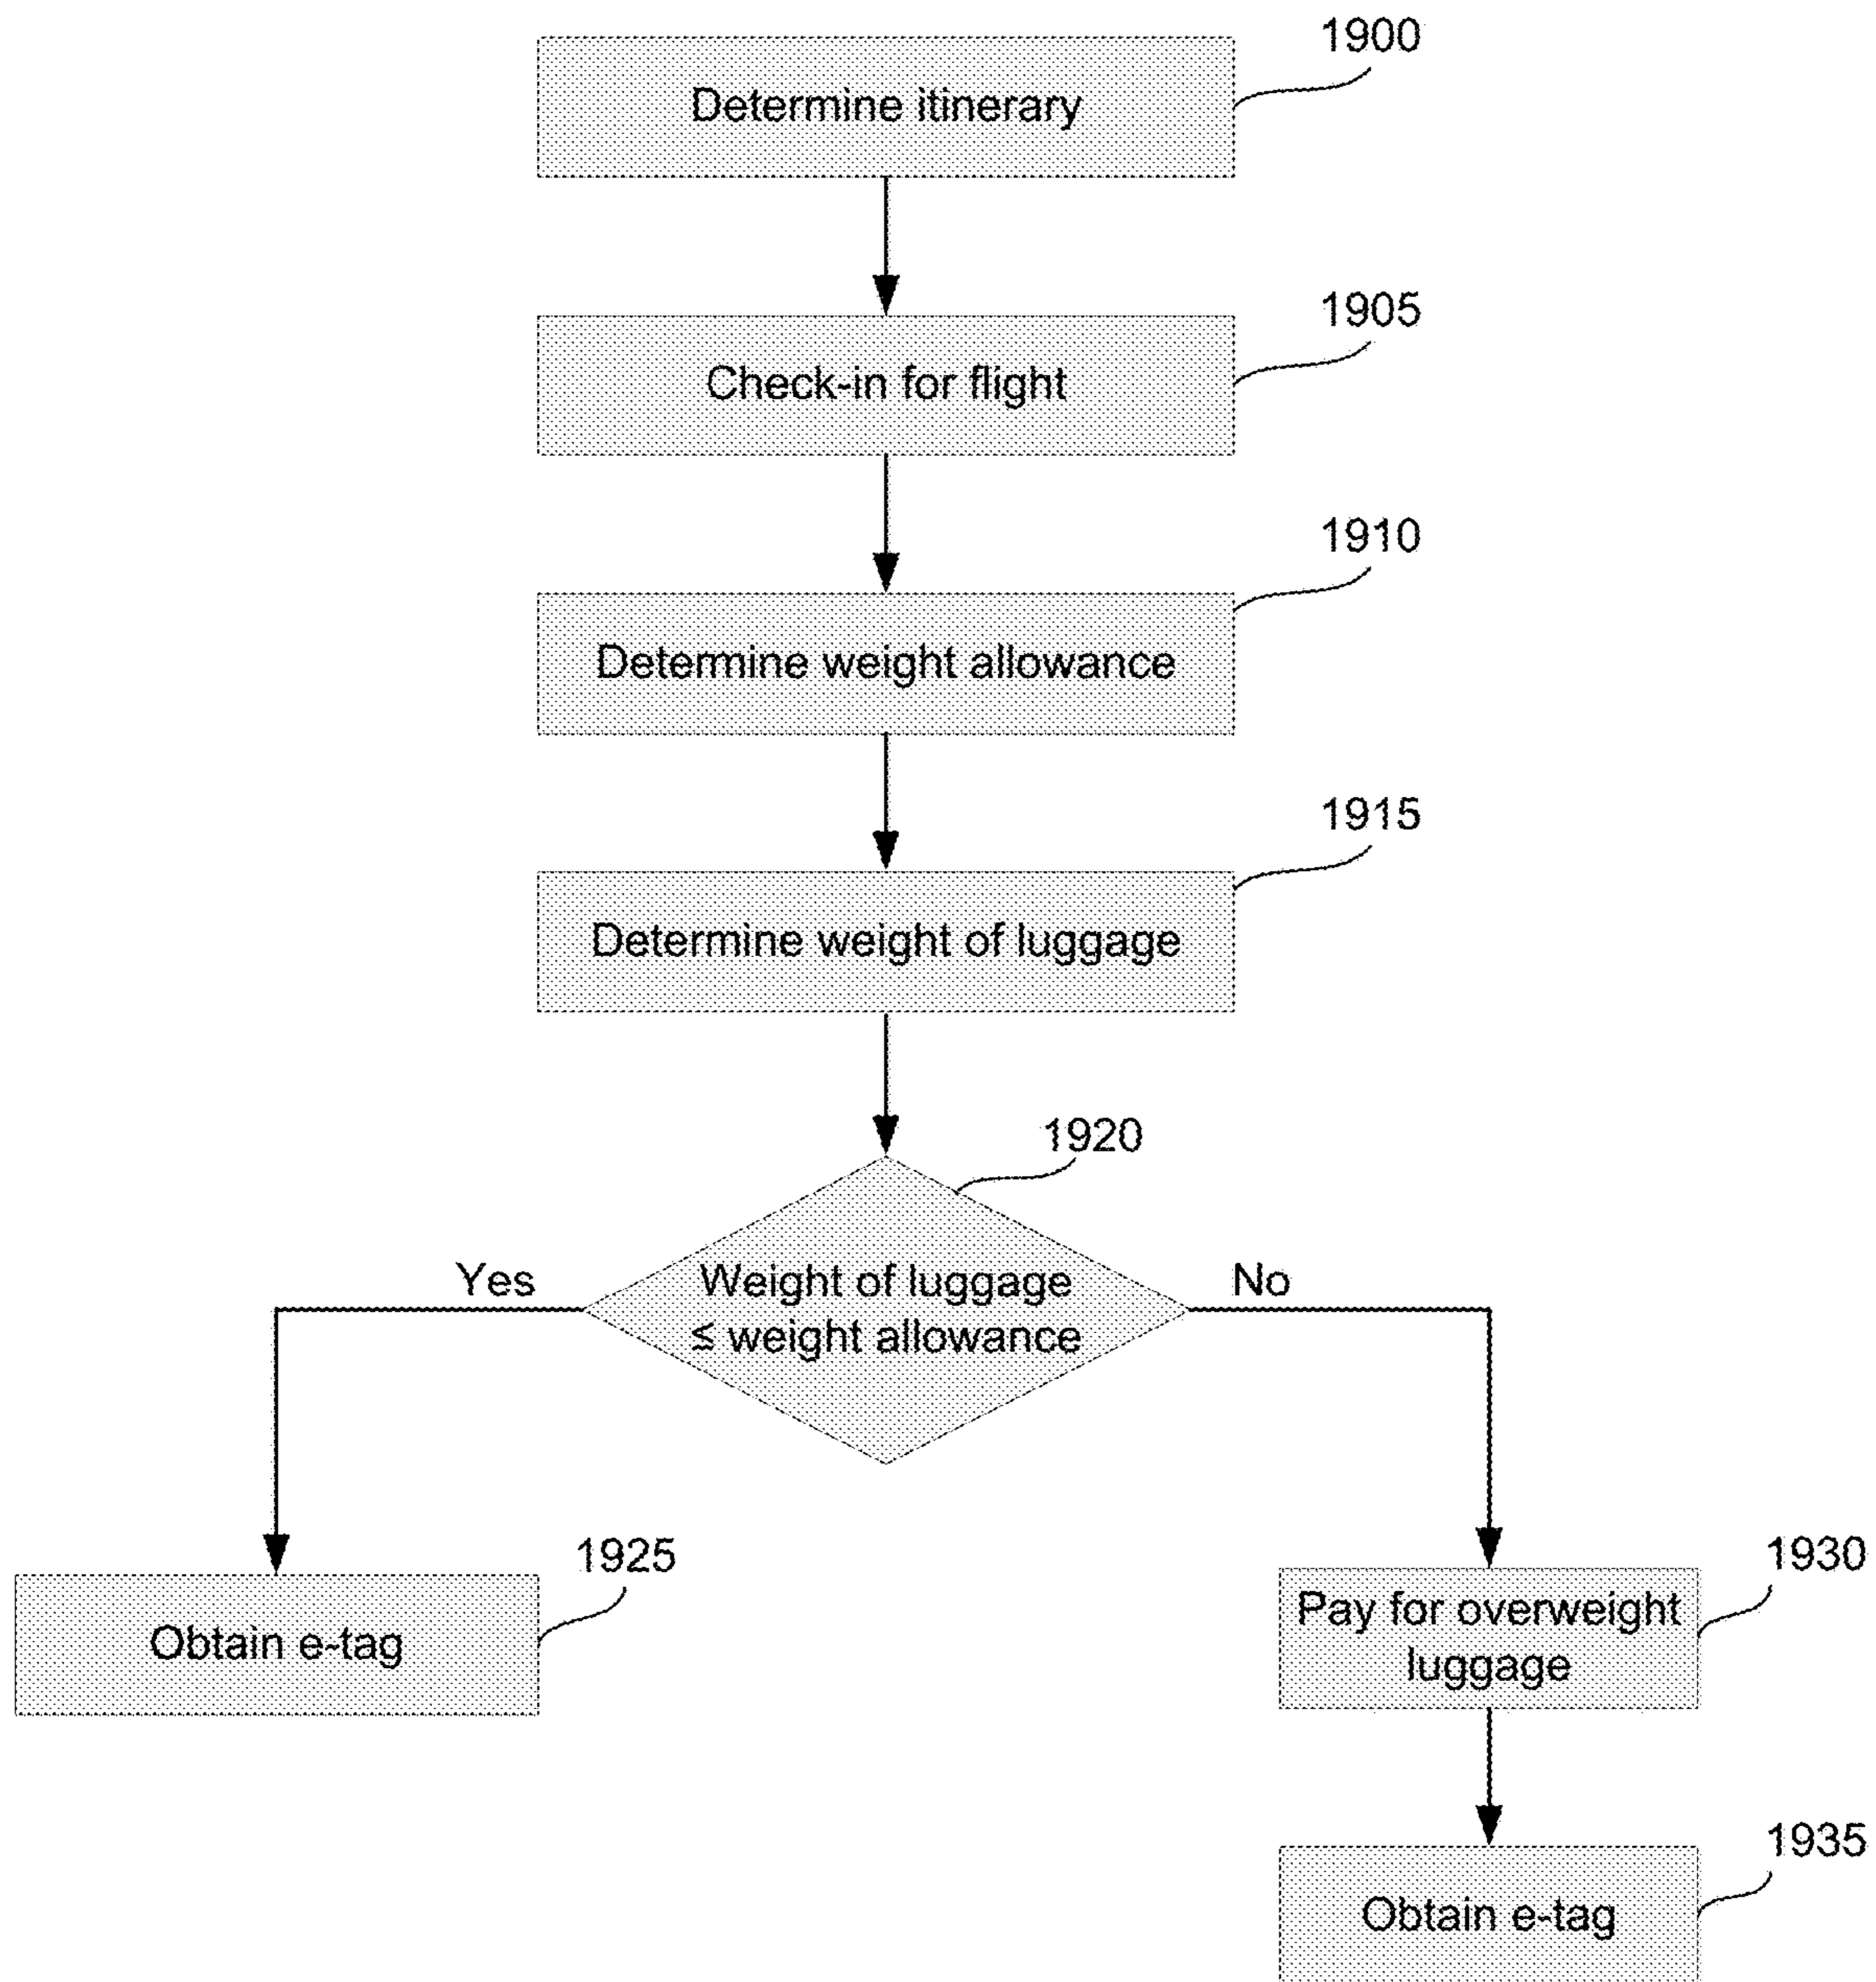 1900
Determine itinerary
1905
Check-in for flight
1910
Determine weight allowance
1915
Determine weight of luggage
1920
Yes
Weight of luggage
≤ weight allowance
No
1925
Obtain e-tag
1930
Pay for overweight
luggage
1935
Obtain e-tag